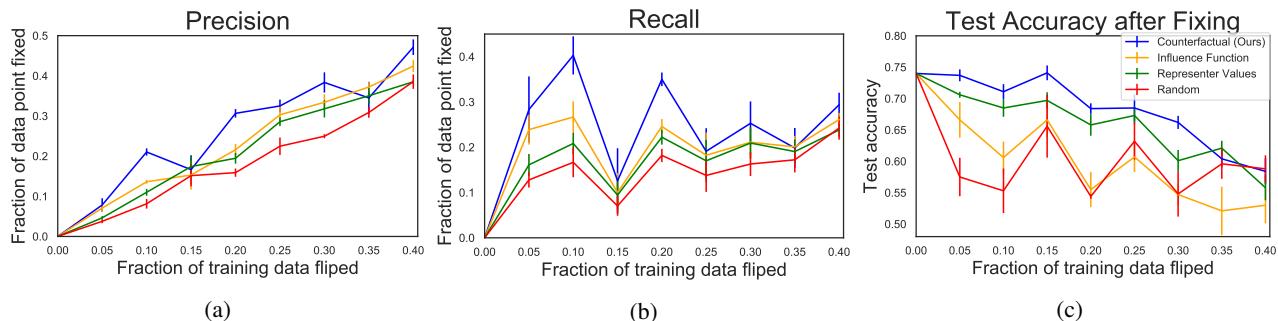 Precision
Fraction of data point fixed
0.5
0.4
0.3
0.2
0.1
0.0
0.00 0.05 0.10 0.15 0.20 0.25 0.30 0.35 0.40
Fraction of training data fliped
(a)
Recall
Fraction of data point fixed
0.4
0.3
0.2
0.1
0.0
0.00 0.05 0.10 0.15 0.20 0.25 0.30 0.35 0.40
Fraction of training data fliped
(b)
Test Accuracy after Fixing
Test accuracy
0.80
0.75
0.70
0.65
0.60
0.55
0.50
Counterfactual (Ours)
Influence Function
Representer Values
Random
0.00 0.05 0.10 0.15 0.20 0.25 0.30 0.35 0.40
Fraction of training data fliped
(c)